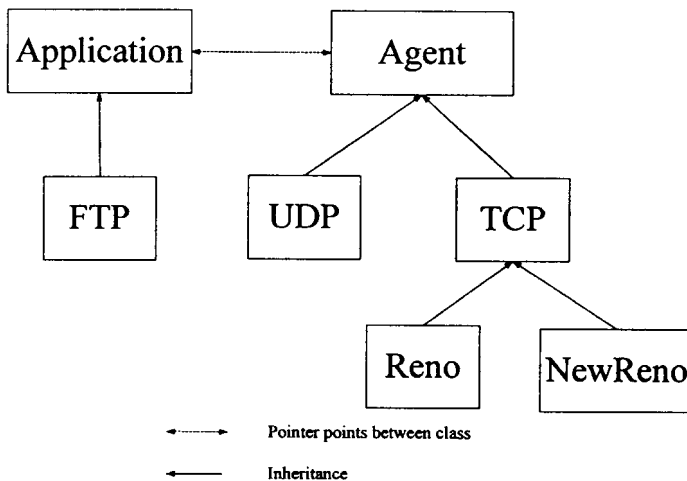 Application
Agent
FTP
UDP
TCP
Reno
NewReno
Pointer points between class
Inheritance